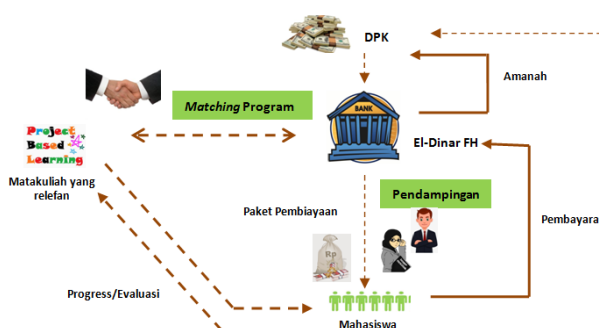 DPK
Amanah
Matching Program
BANK
El-Dinar FH
Project
Based
Learning
Matakuliah yang
relefan
Pendampingan
Paket Pembiayaan
Rp
Pembayara
Progress/Evaluasi
Mahasiswa